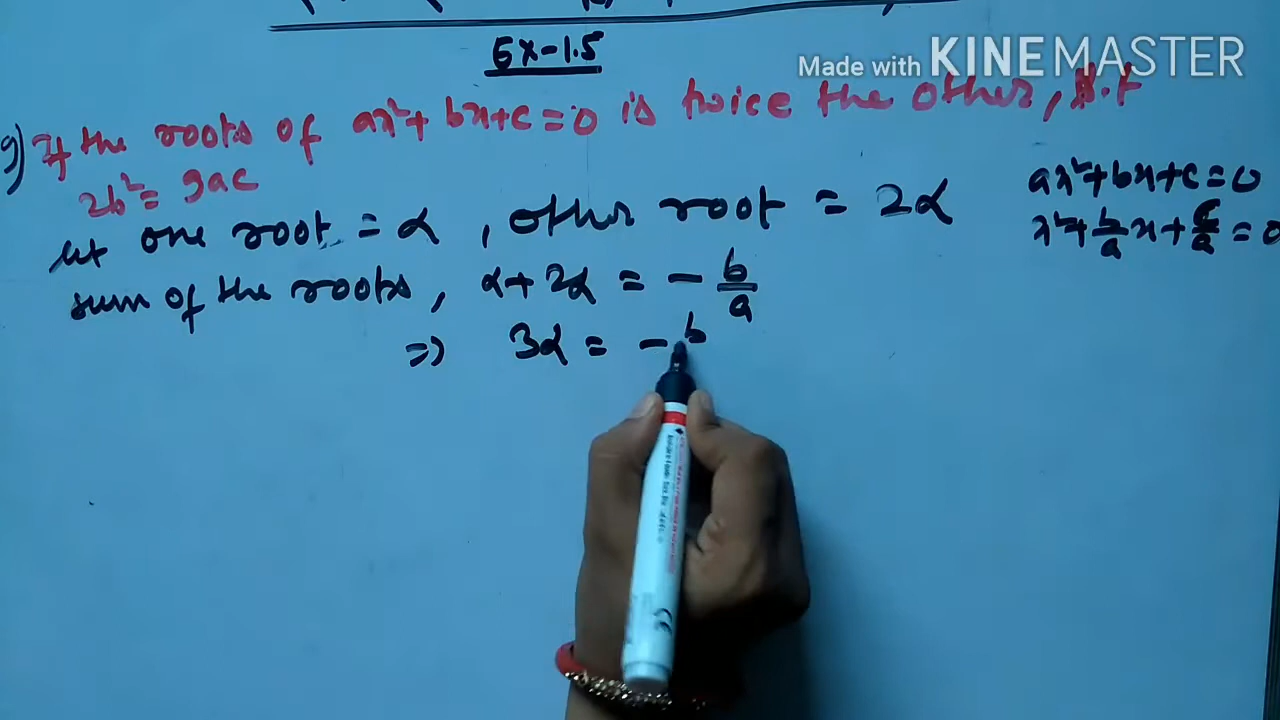 Made with KINEMASTER
Ex-1.5
9) If the roots of ax²+bx+c=0 is twice the other, S.t
2b²= 9ac
let one root = α , other root = 2α
ax²+bx+c=0
x²+b/a x+c/a=0
sum of the roots, α+2α = - b/a
⇒ 3α = - b